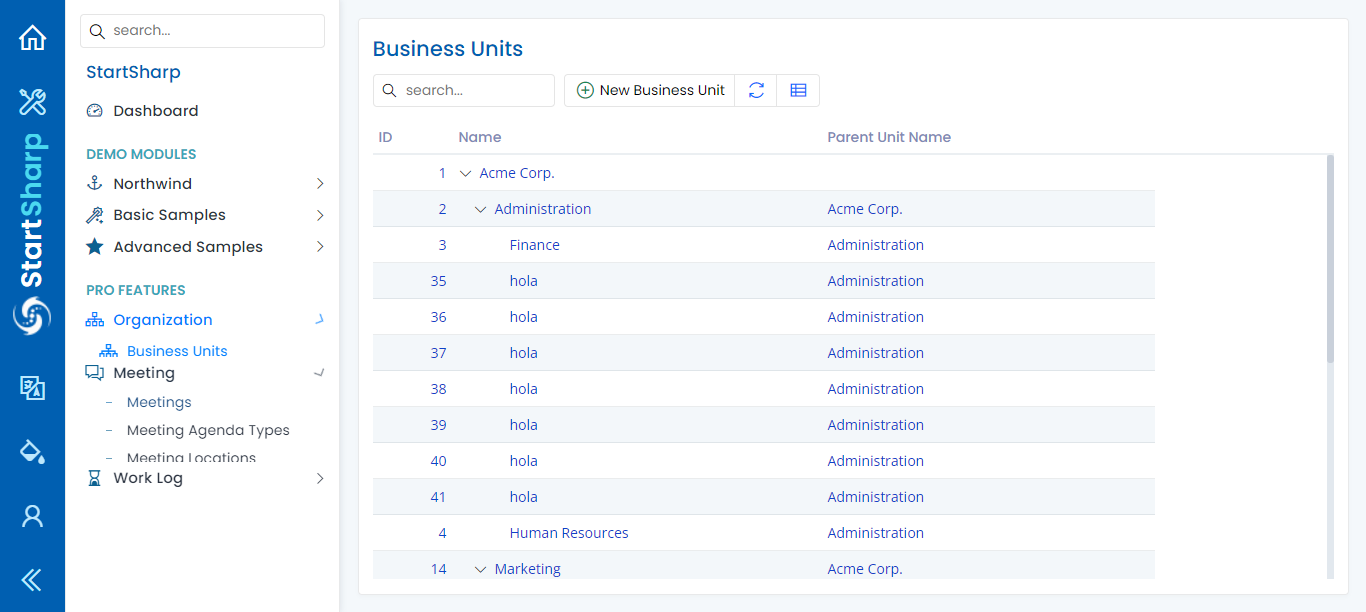 StartSharp
search...
StartSharp
Dashboard
DEMO MODULES
Northwind
Basic Samples
Advanced Samples
PRO FEATURES
Organization
Business Units
Meeting
Meetings
Meeting Agenda Types
Meeting Locations
Work Log
Business Units
search...
New Business Unit
ID Name Parent Unit Name
1 Acme Corp.
2 Administration Acme Corp.
3 Finance Administration
35 hola Administration
36 hola Administration
37 hola Administration
38 hola Administration
39 hola Administration
40 hola Administration
41 hola Administration
4 Human Resources Administration
14 Marketing Acme Corp.